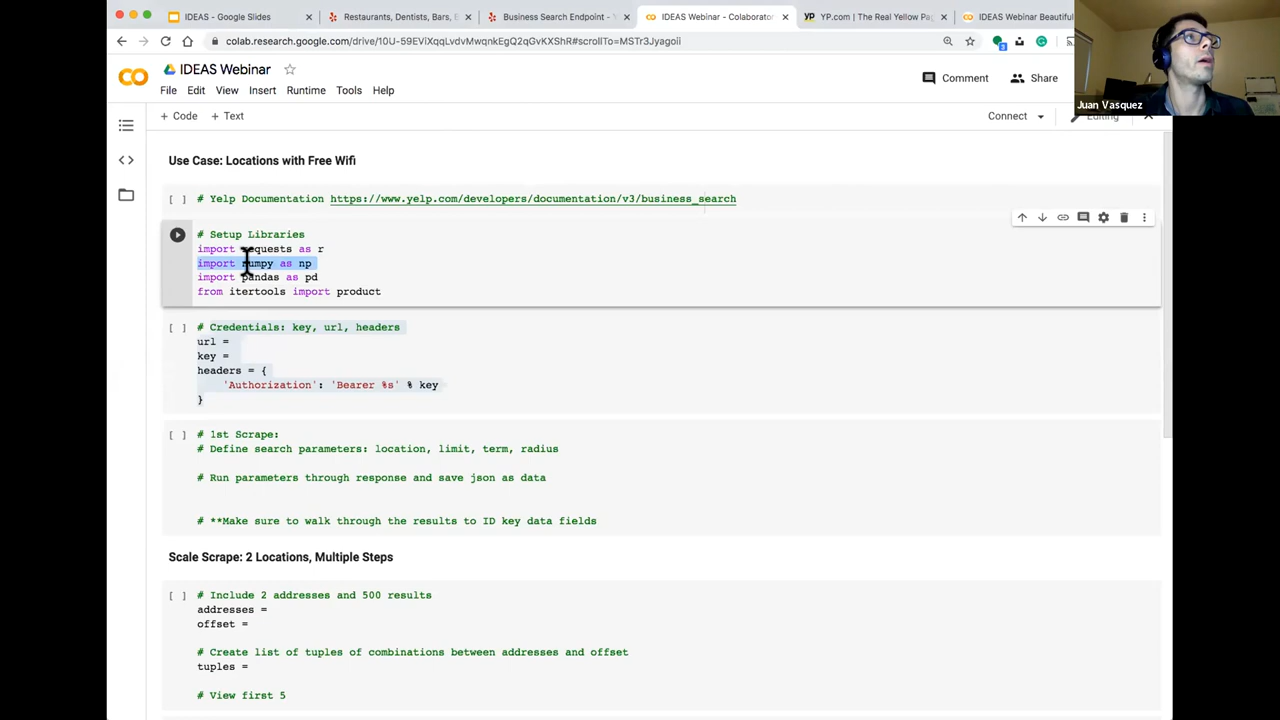 IDEAS - Google Slides
Restaurants, Dentists, Bars, B
Business Search Endpoint -
IDEAS Webinar - Colaborator
YP.com | The Real Yellow Pag
IDEAS Webinar Beautiful
colab.research.google.com/drive/10U-59EViXqqLvdvMwqnkEgQ2qGvKXShR#scrollTo=MSTr3Jyagoii
IDEAS Webinar
Comment
Share
File Edit View Insert Runtime Tools Help
Juan Vasquez
+ Code + Text
Connect
Editing
Use Case: Locations with Free Wifi
[ ] # Yelp Documentation https://www.yelp.com/developers/documentation/v3/business_search
# Setup Libraries
import requests as r
import numpy as np
import pandas as pd
from itertools import product
[ ] # Credentials: key, url, headers
url =
key =
headers = {
'Authorization': 'Bearer %s' % key
}
[ ] # 1st Scrape:
# Define search parameters: location, limit, term, radius
# Run parameters through response and save json as data
# **Make sure to walk through the results to ID key data fields
Scale Scrape: 2 Locations, Multiple Steps
[ ] # Include 2 addresses and 500 results
addresses =
offset =
# Create list of tuples of combinations between addresses and offset
tuples =
# View first 5